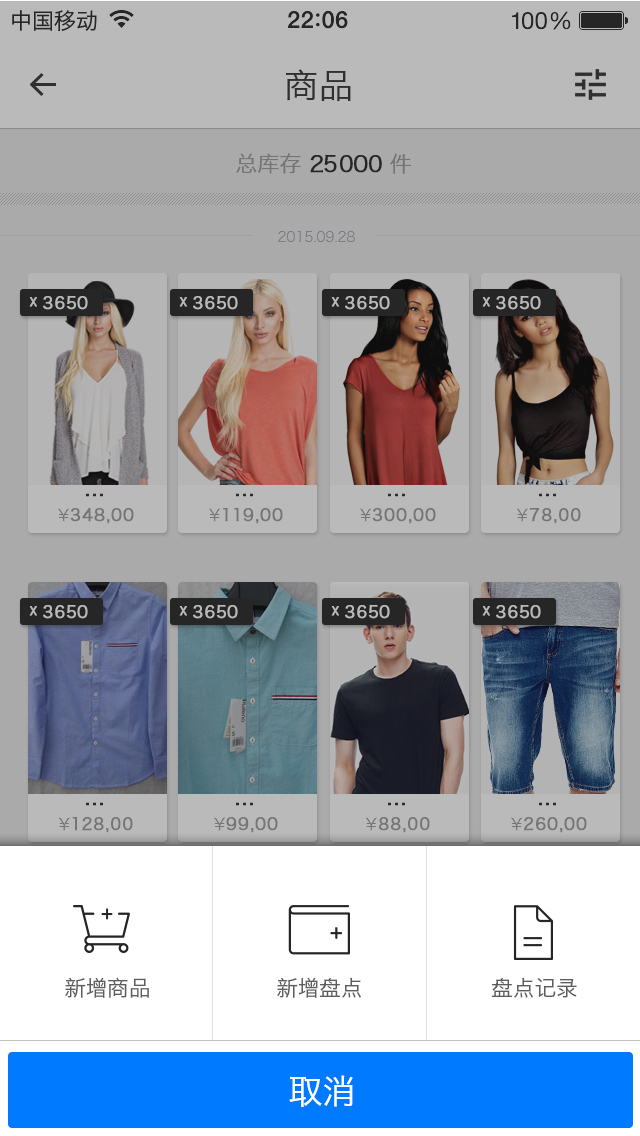 中国移动 22:06 100%
商品
总库存 25000 件
2015.09.28
x 3650 x 3650 x 3650 x 3650
¥348,00 ¥119,00 ¥300,00 ¥78,00
x 3650 x 3650 x 3650 x 3650
¥128,00 ¥99,00 ¥88,00 ¥260,00
新增商品 新增盘点 盘点记录
取消